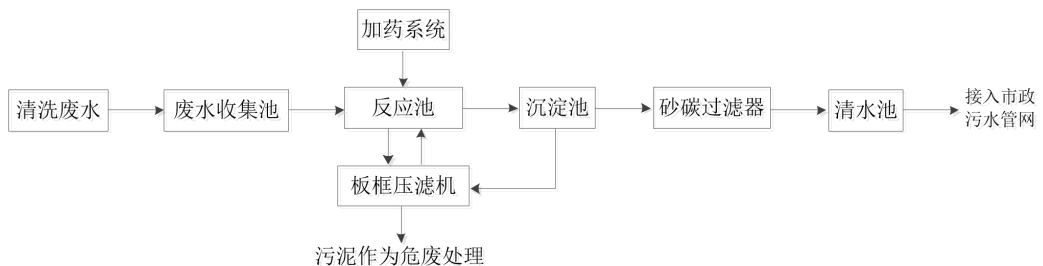 加药系统
清洗废水
废水收集池
反应池
沉淀池
砂碳过滤器
清水池
接入市政
污水管网
板框压滤机
污泥作为危废处理